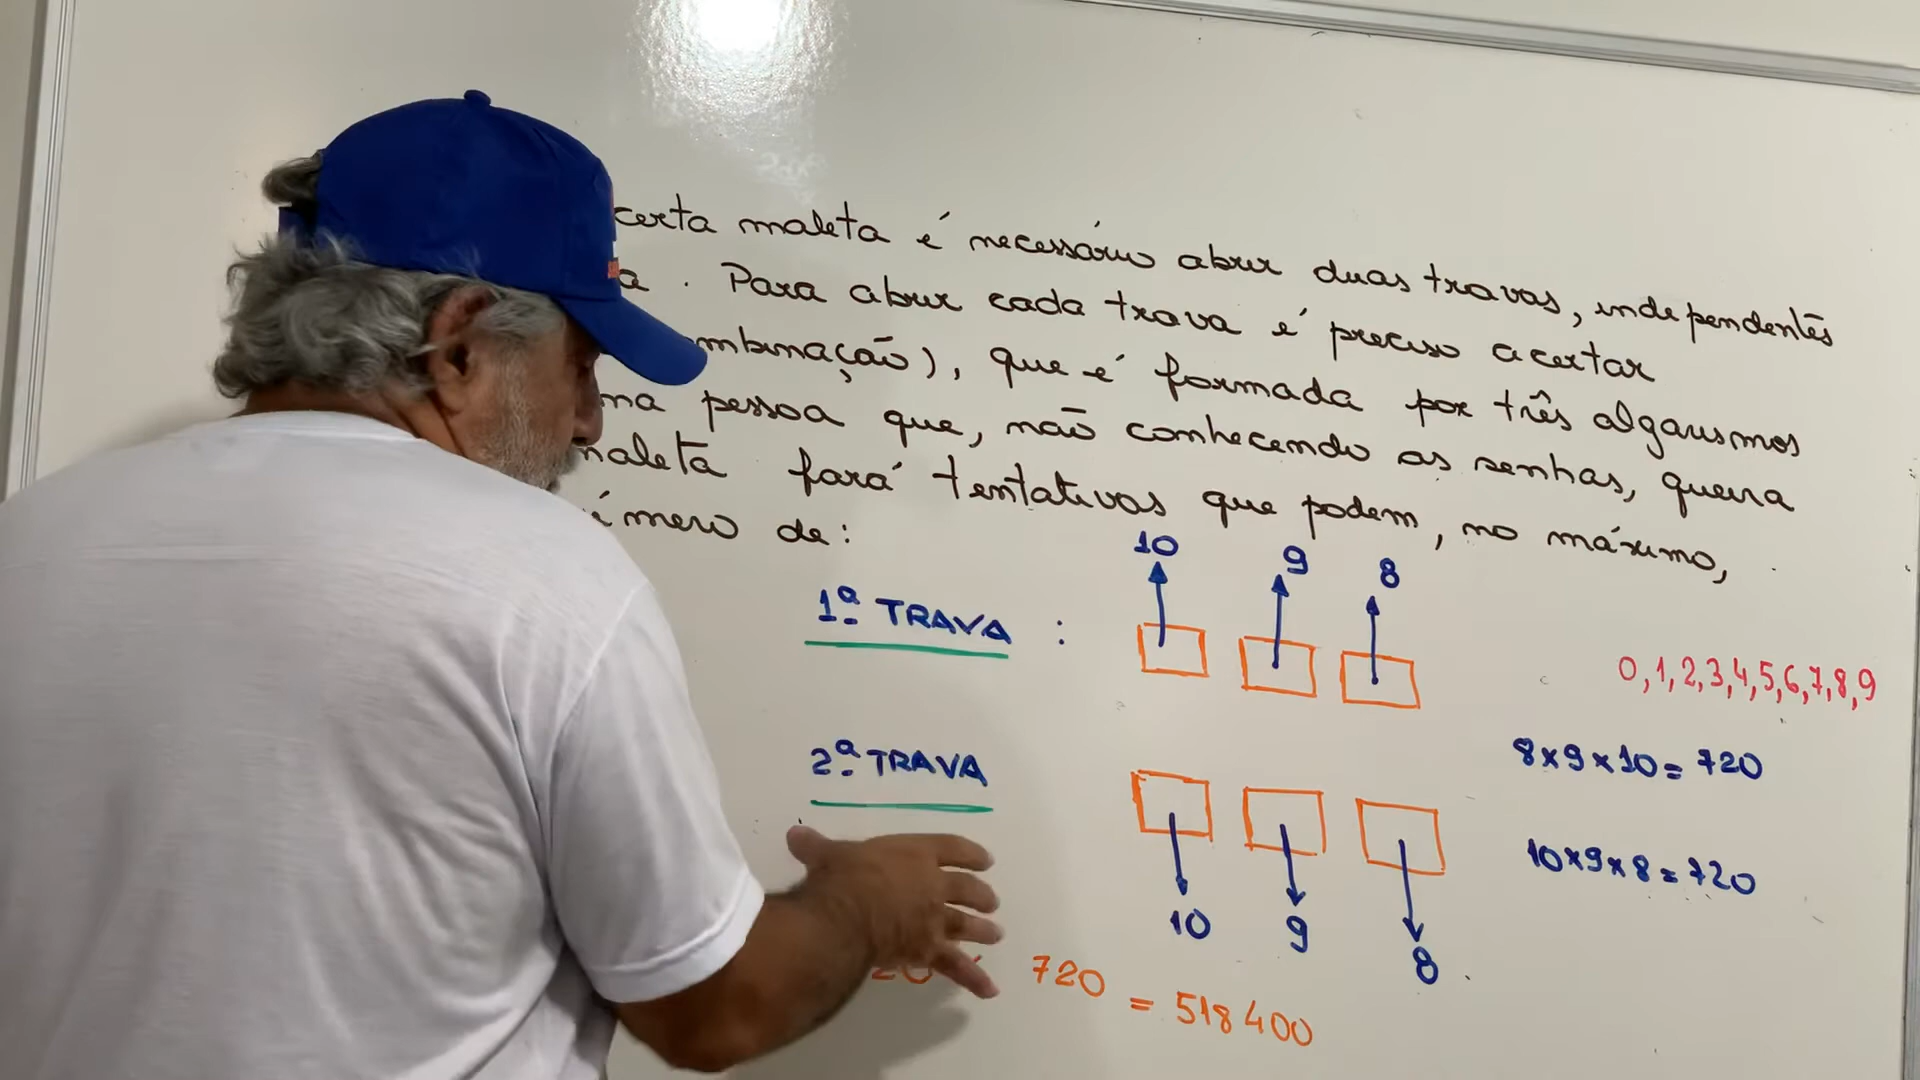 certa maleta é necessário abrir duas travas, independentes
a. Para abrir cada trava é preciso acertar
mbinação), que é formada por três algarismos
ma pessoa que, não conhecendo as senhas, queira
maleta fará tentativas que podem, no máximo,
úmero de:
10 9 8
1ª TRAVA :
0,1,2,3,4,5,6,7,8,9
8x9x10=720
2ª TRAVA
10x9x8=720
10 9 8
20 720 = 518400